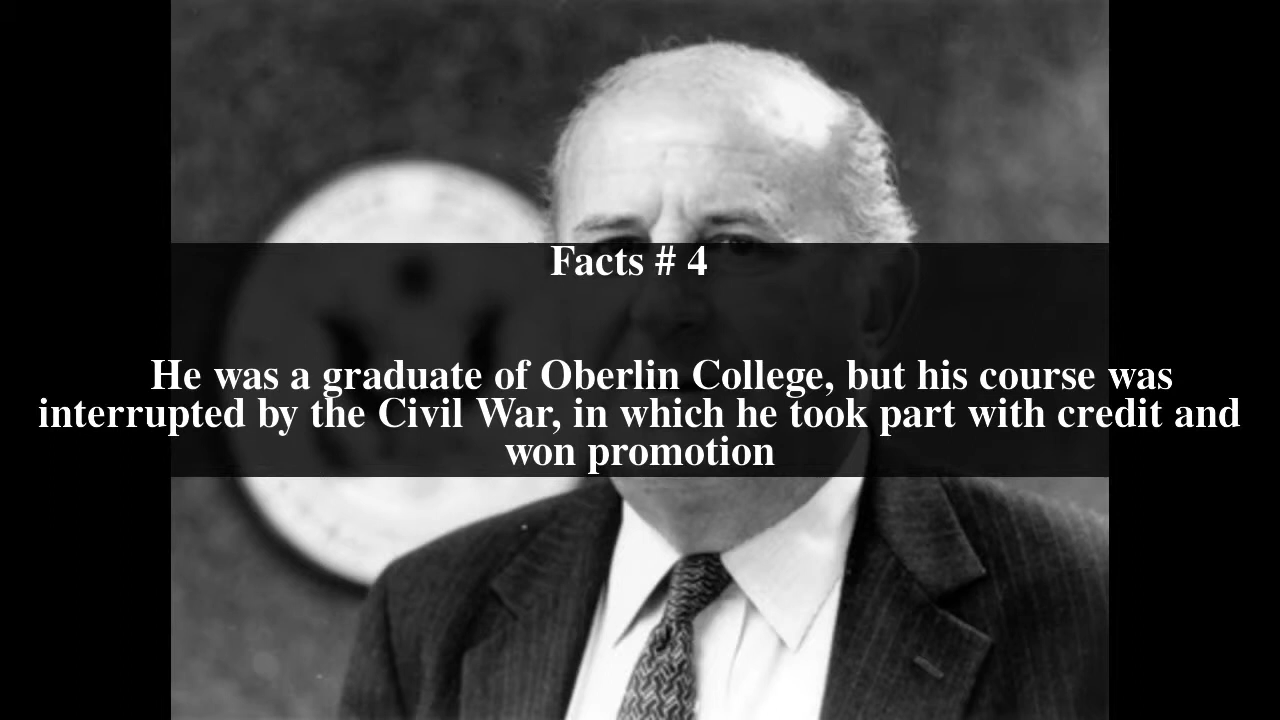 Facts # 4
He was a graduate of Oberlin College, but his course was
interrupted by the Civil War, in which he took part with credit and
won promotion